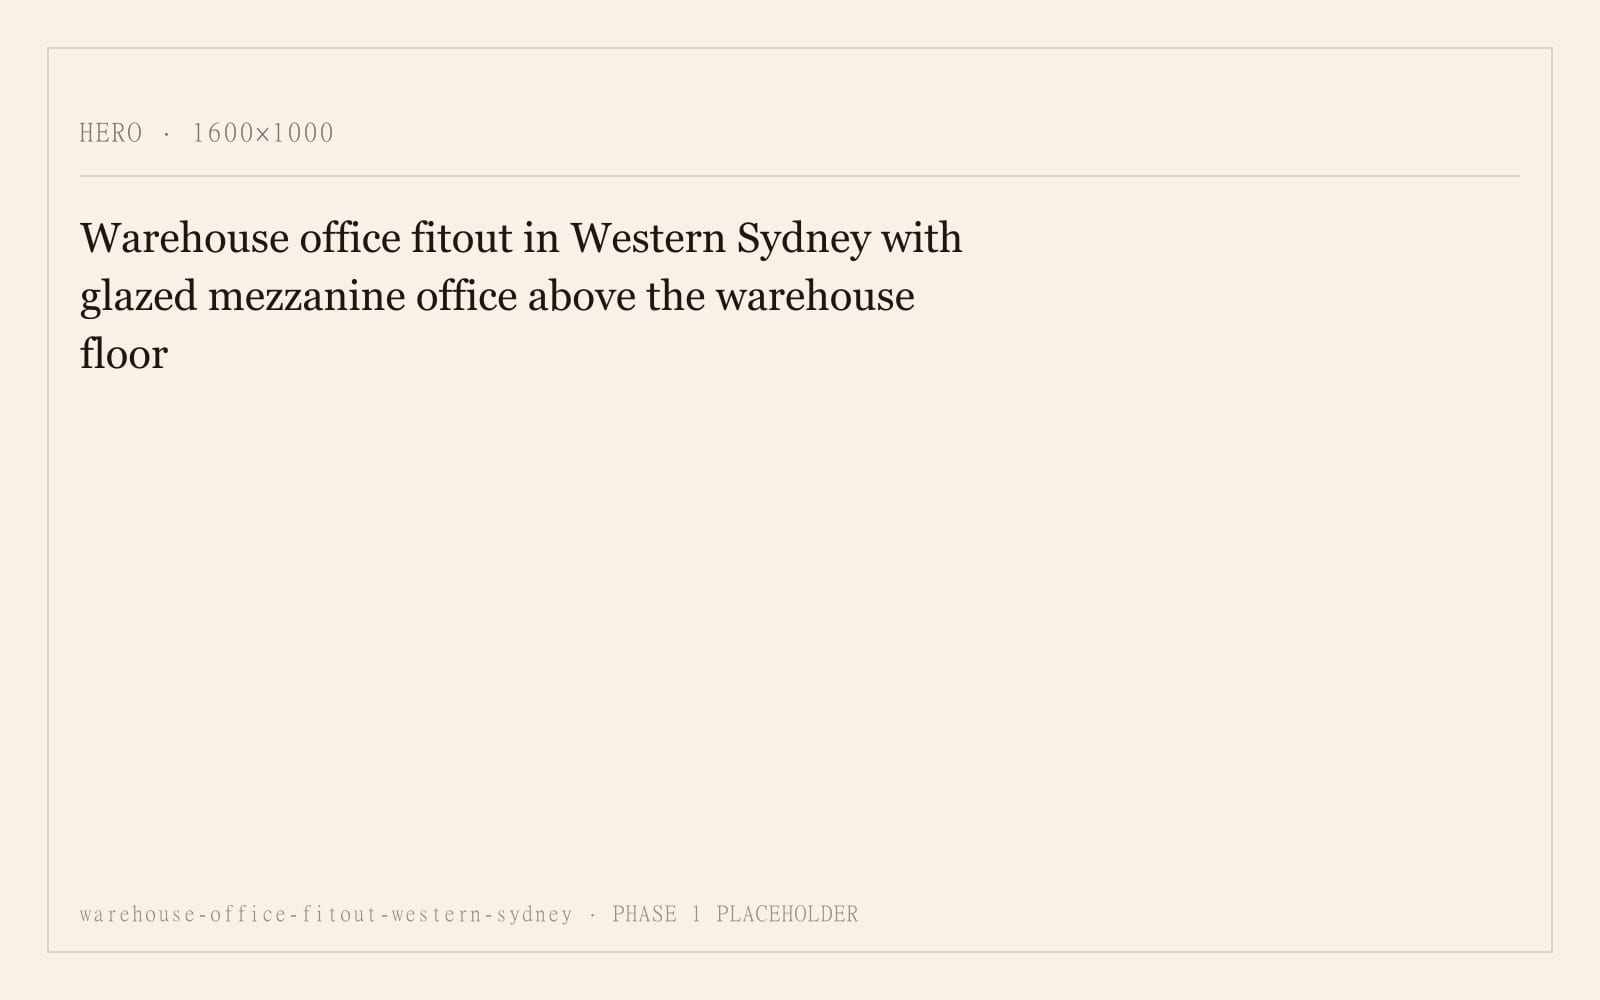 HERO · 1600×1000
Warehouse office fitout in Western Sydney with
glazed mezzanine office above the warehouse
floor
warehouse-office-fitout-western-sydney · PHASE 1 PLACEHOLDER